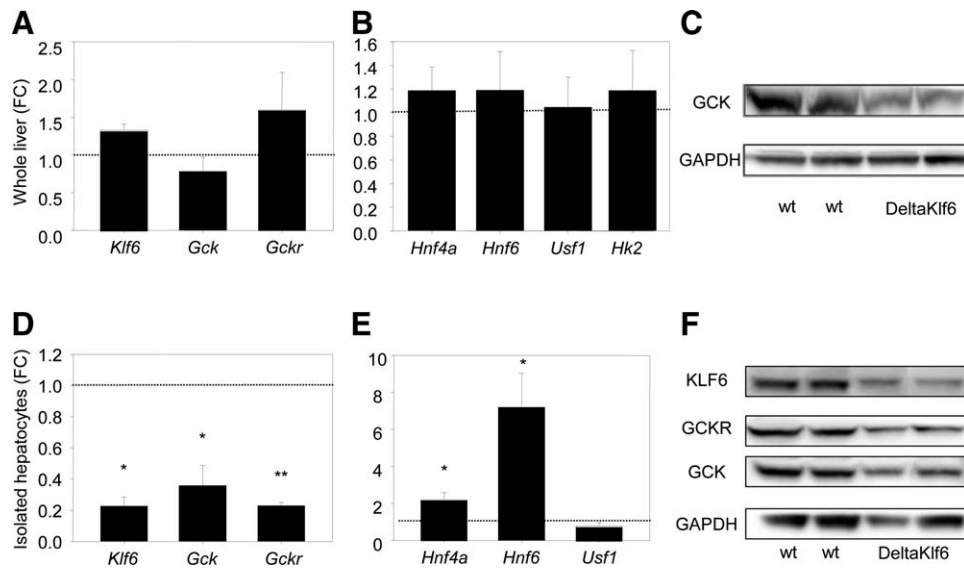 A
Whole liver (FC)
2.5
2.0
1.5
1.0
0.5
0.0
Klf6 Gck Gckr
B
1.6
1.4
1.2
1.0
0.8
0.6
0.4
0.2
0.0
Hnf4a Hnf6 Usf1 Hk2
C
GCK
GAPDH
wt wt DeltaKlf6
D
Isolated hepatocytes (FC)
1.2
1.0
0.8
0.6
0.4
0.2
0.0
* * **
Klf6 Gck Gckr
E
10
8
6
4
2
0
* *
Hnf4a Hnf6 Usf1
F
KLF6
GCKR
GCK
GAPDH
wt wt DeltaKlf6